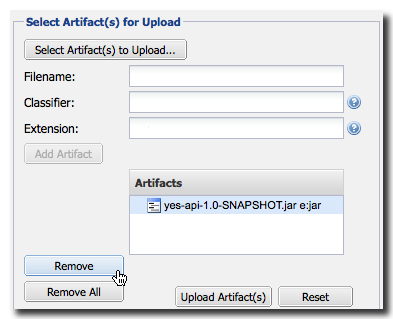 Select Artifact(s) for Upload
Select Artifact(s) to Upload...
Filename:
Classifier:
Extension:
Add Artifact
Artifacts
yes-api-1.0-SNAPSHOT.jar e:jar
Remove
Remove All
Upload Artifact(s)
Reset